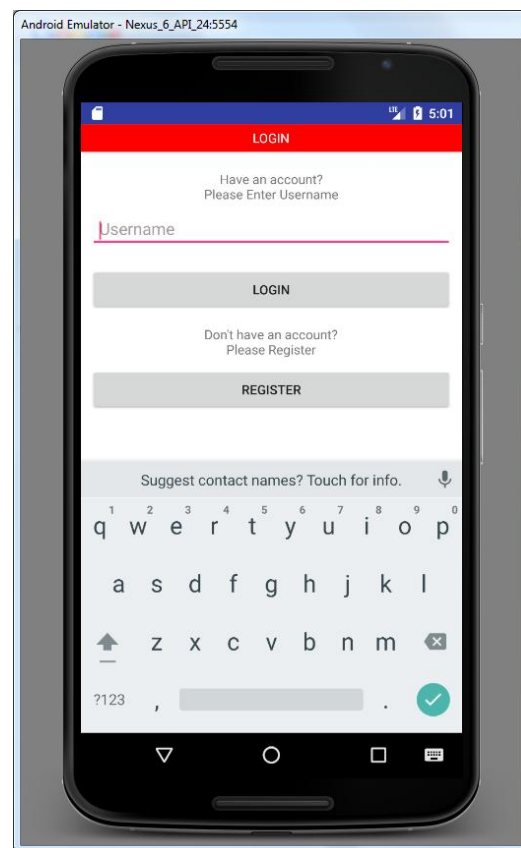 Android Emulator - Nexus_6_API_24:5554
LTE 5:01
LOGIN
Have an account?
Please Enter Username
Username
LOGIN
Don't have an account?
Please Register
REGISTER
Suggest contact names? Touch for info.
1 2 3 4 5 6 7 8 9 0
q w e r t y u i o p
a s d f g h j k l
z x c v b n m
?123 , .